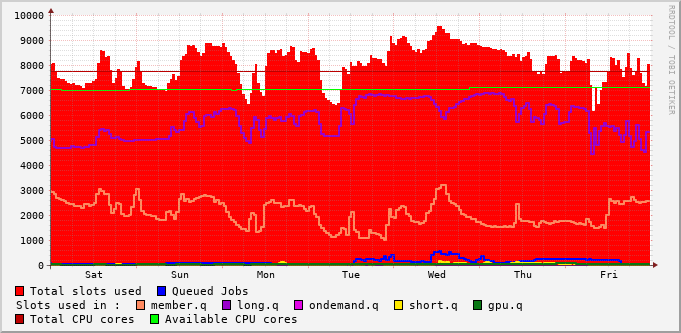 10000
9000
8000
7000
6000
5000
4000
3000
2000
1000
0
Sat Sun Mon Tue Wed Thu Fri
RRDTOOL / TOBI OETIKER
Total slots used Queued Jobs
Slots used in : member.q long.q ondemand.q short.q gpu.q
Total CPU cores Available CPU cores